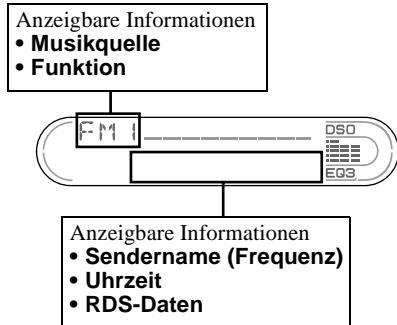 Anzeigbare Informationen
• Musikquelle
• Funktion
FM1
DSO
EQ3
Anzeigbare Informationen
• Sendername (Frequenz)
• Uhrzeit
• RDS-Daten